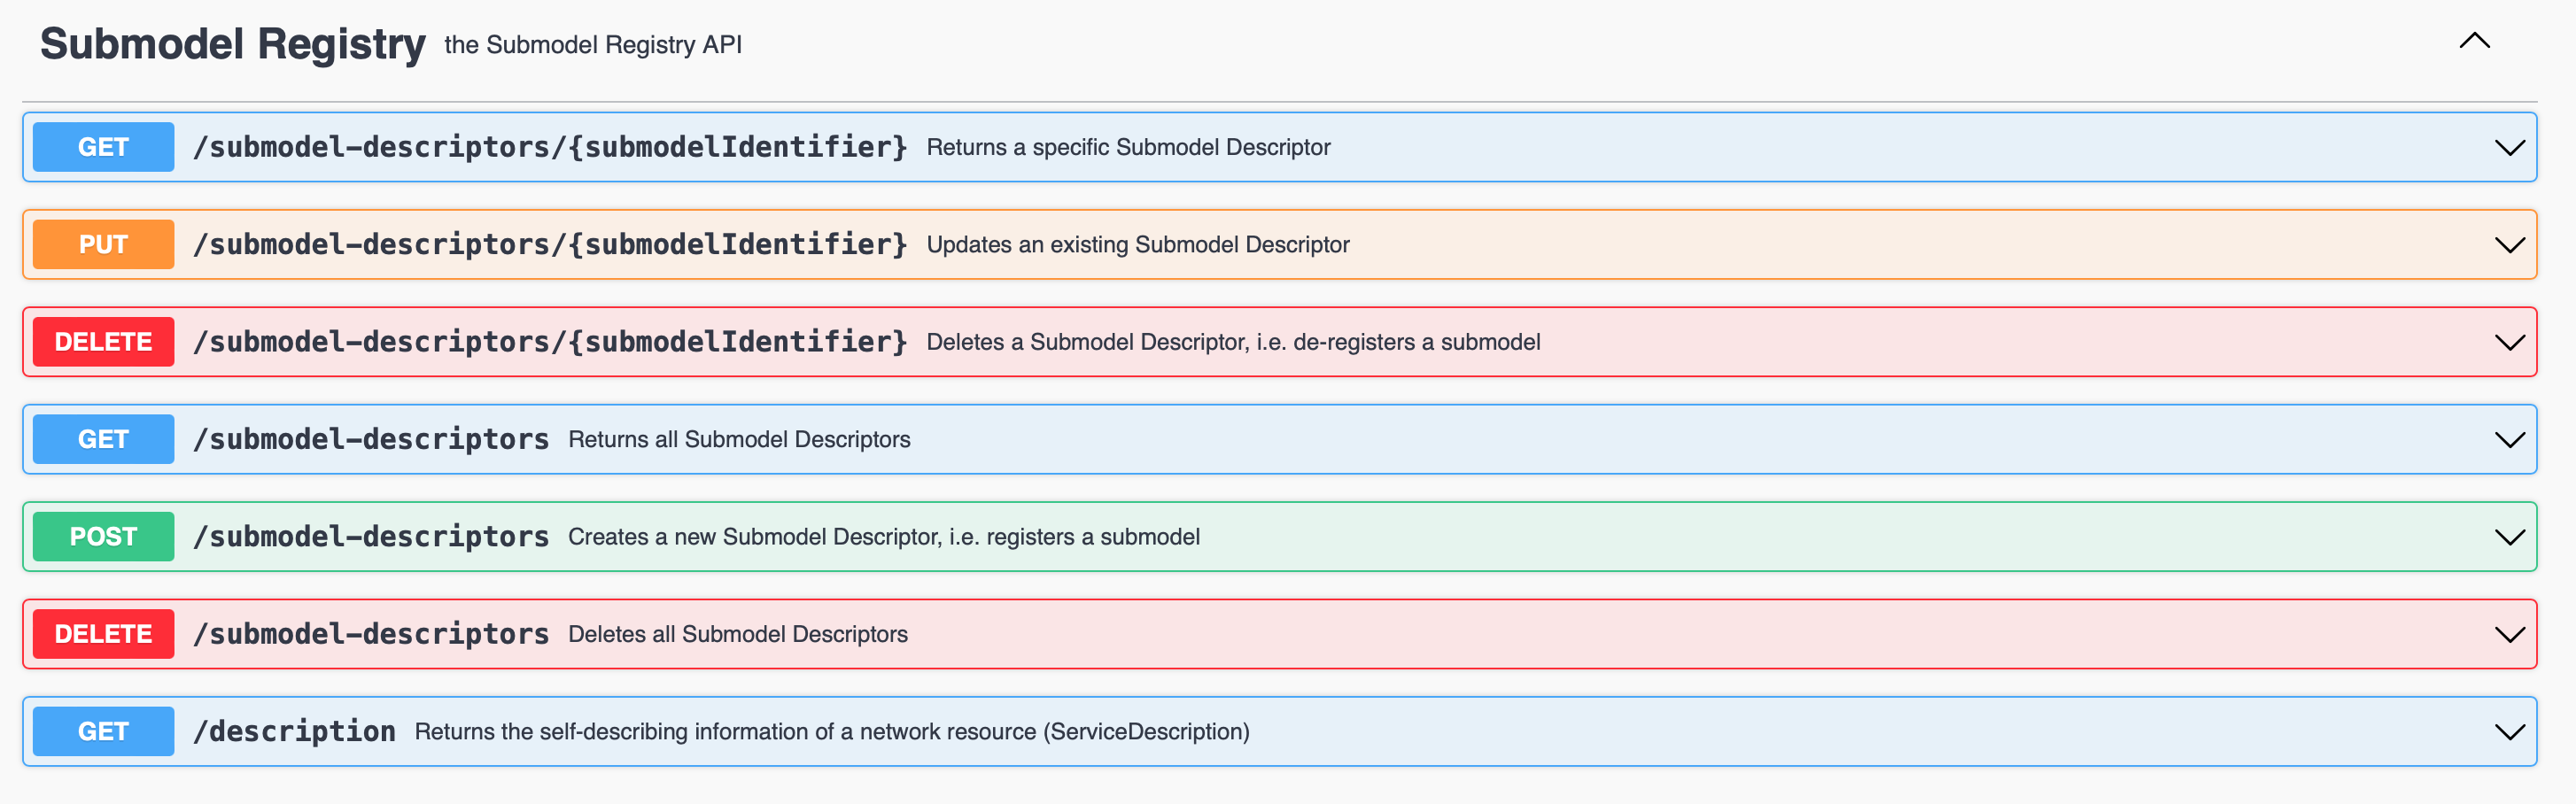 Submodel Registry the Submodel Registry API
GET /submodel-descriptors/{submodelIdentifier} Returns a specific Submodel Descriptor
PUT /submodel-descriptors/{submodelIdentifier} Updates an existing Submodel Descriptor
DELETE /submodel-descriptors/{submodelIdentifier} Deletes a Submodel Descriptor, i.e. de-registers a submodel
GET /submodel-descriptors Returns all Submodel Descriptors
POST /submodel-descriptors Creates a new Submodel Descriptor, i.e. registers a submodel
DELETE /submodel-descriptors Deletes all Submodel Descriptors
GET /description Returns the self-describing information of a network resource (ServiceDescription)